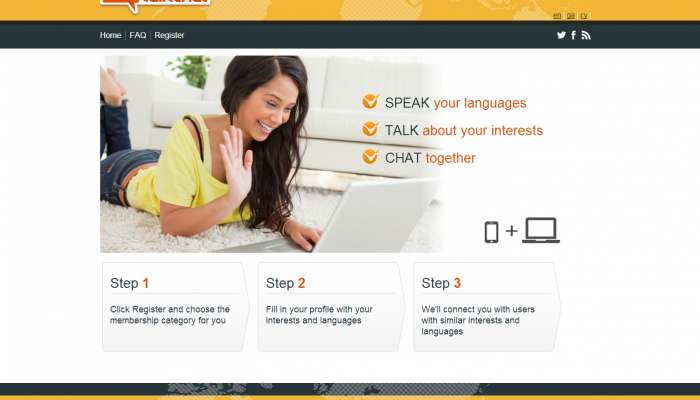 en | ga | cy |
Home | FAQ | Register
SPEAK your languages
TALK about your interests
CHAT together
+
Step 1
Click Register and choose the
membership category for you
Step 2
Fill in your profile with your
interests and languages
Step 3
We'll connect you with users
with similar interests and
languages